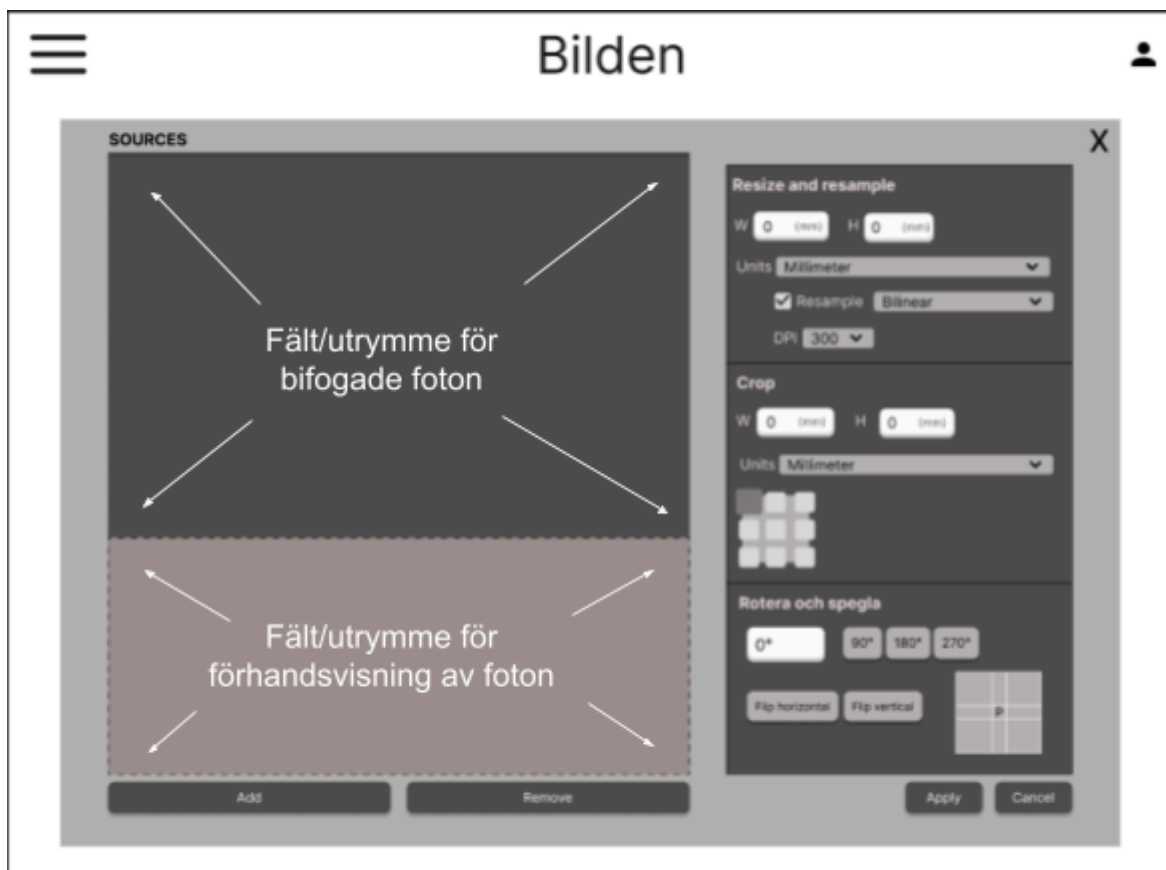 Bilden
SOURCES
X
Fält/utrymme för
bifogade foton
Fält/utrymme för
förhandsvisning av foton
Add
Remove
Resize and resample
W 0 (mm) H 0 (mm)
Units Millimeter
Resample Bilinear
DPI 300
Crop
W 0 (mm) H 0 (mm)
Units Millimeter
Rotera och spegla
0° 90° 180° 270°
Flip horizontal Flip vertical
P
Apply Cancel